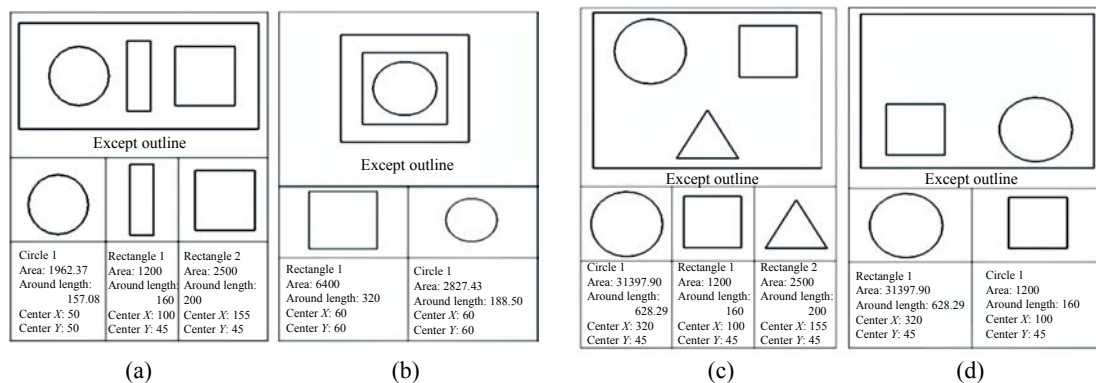 Except outline
Circle 1
Area: 1962.37
Around length:
157.08
Center X: 50
Center Y: 50
Rectangle 1
Area: 1200
Around length:
160
Center X: 100
Center Y: 45
Rectangle 2
Area: 2500
Around length:
200
Center X: 155
Center Y: 45
(a)
Except outline
Rectangle 1
Area: 6400
Around length: 320
Center X: 60
Center Y: 60
Circle 1
Area: 2827.43
Around length: 188.50
Center X: 60
Center Y: 60
(b)
Except outline
Circle 1
Area: 31397.90
Around length:
628.29
Center X: 320
Center Y: 45
Rectangle 1
Area: 1200
Around length:
160
Center X: 100
Center Y: 45
Rectangle 2
Area: 2500
Around length:
200
Center X: 155
Center Y: 45
(c)
Except outline
Rectangle 1
Area: 31397.90
Around length: 628.29
Center X: 320
Center Y: 45
Circle 1
Area: 1200
Around length: 160
Center X: 100
Center Y: 45
(d)